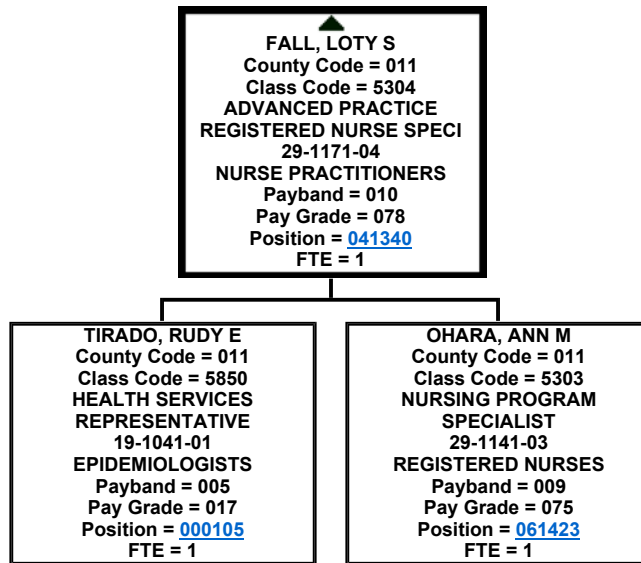 FALL, LOTY S
County Code = 011
Class Code = 5304
ADVANCED PRACTICE
REGISTERED NURSE SPECI
29-1171-04
NURSE PRACTITIONERS
Payband = 010
Pay Grade = 078
Position = 041340
FTE = 1
TIRADO, RUDY E
County Code = 011
Class Code = 5850
HEALTH SERVICES
REPRESENTATIVE
19-1041-01
EPIDEMIOLOGISTS
Payband = 005
Pay Grade = 017
Position = 000105
FTE = 1
OHARA, ANN M
County Code = 011
Class Code = 5303
NURSING PROGRAM
SPECIALIST
29-1141-03
REGISTERED NURSES
Payband = 009
Pay Grade = 075
Position = 061423
FTE = 1